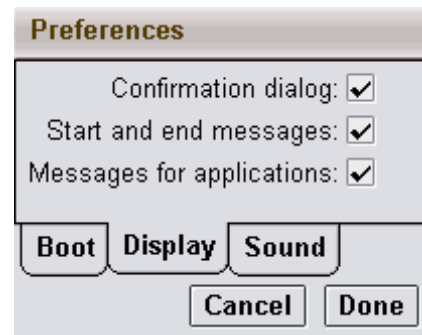 Preferences
Confirmation dialog:
Start and end messages:
Messages for applications:
Boot Display Sound
Cancel Done